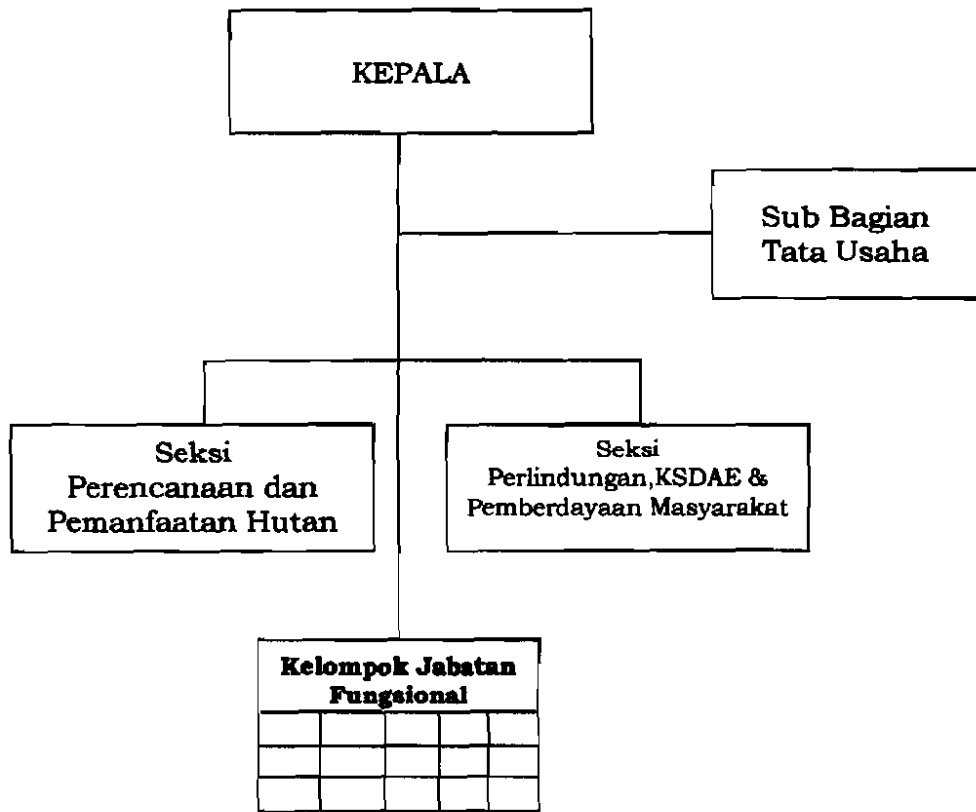 KEPALA
Sub Bagian
Tata Usaha
Seksi
Perencanaan dan
Pemanfaatan Hutan
Seksi
Perlindungan,KSDAE &
Pemberdayaan Masyarakat
Kelompok Jabatan
Fungsional